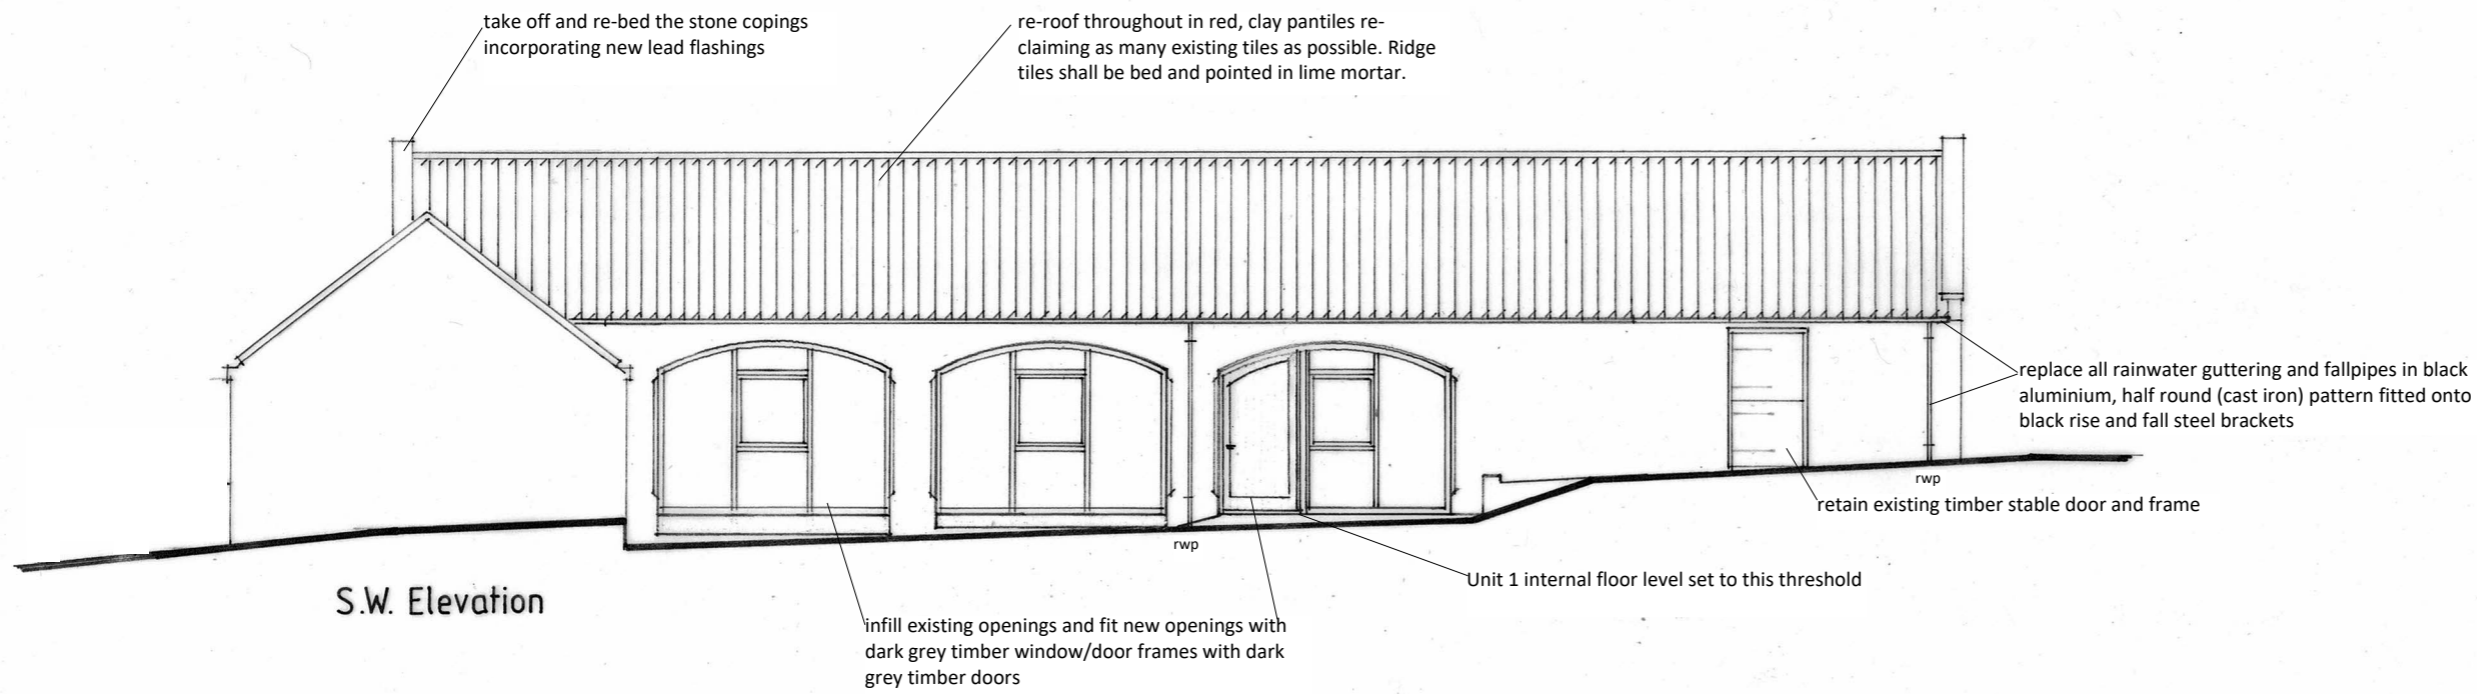 take off and re-bed the stone copings
incorporating new lead flashings
re-roof throughout in red, clay pantiles re-
claiming as many existing tiles as possible. Ridge
tiles shall be bed and pointed in lime mortar.
replace all rainwater guttering and fallpipes in black
aluminium, half round (cast iron) pattern fitted onto
black rise and fall steel brackets
rwp
retain existing timber stable door and frame
rwp
Unit 1 internal floor level set to this threshold
S.W. Elevation
infill existing openings and fit new openings with
dark grey timber window/door frames with dark
grey timber doors